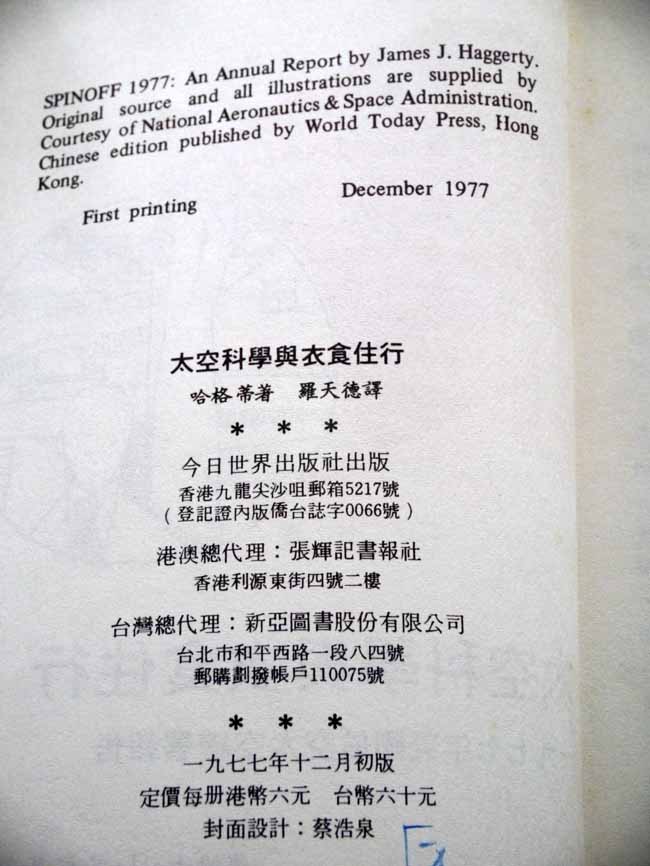 SPINOFF 1977: An Annual Report by James J. Haggerty.
Original source and all illustrations are supplied by
Courtesy of National Aeronautics & Space Administration.
Chinese edition published by World Today Press, Hong
Kong.
First printing December 1977
太空科學與衣食住行
哈格蒂著 羅天德譯
* * *
今日世界出版社出版
香港九龍尖沙咀郵箱5217號
(登記證內版僑台誌字0066號)
港澳總代理：張輝記書報社
香港利源東街四號二樓
台灣總代理：新亞圖書股份有限公司
台北市和平西路一段八四號
郵購劃撥帳戶110075號
* * *
一九七七年十二月初版
定價每册港幣六元 台幣六十元
封面設計：蔡浩泉